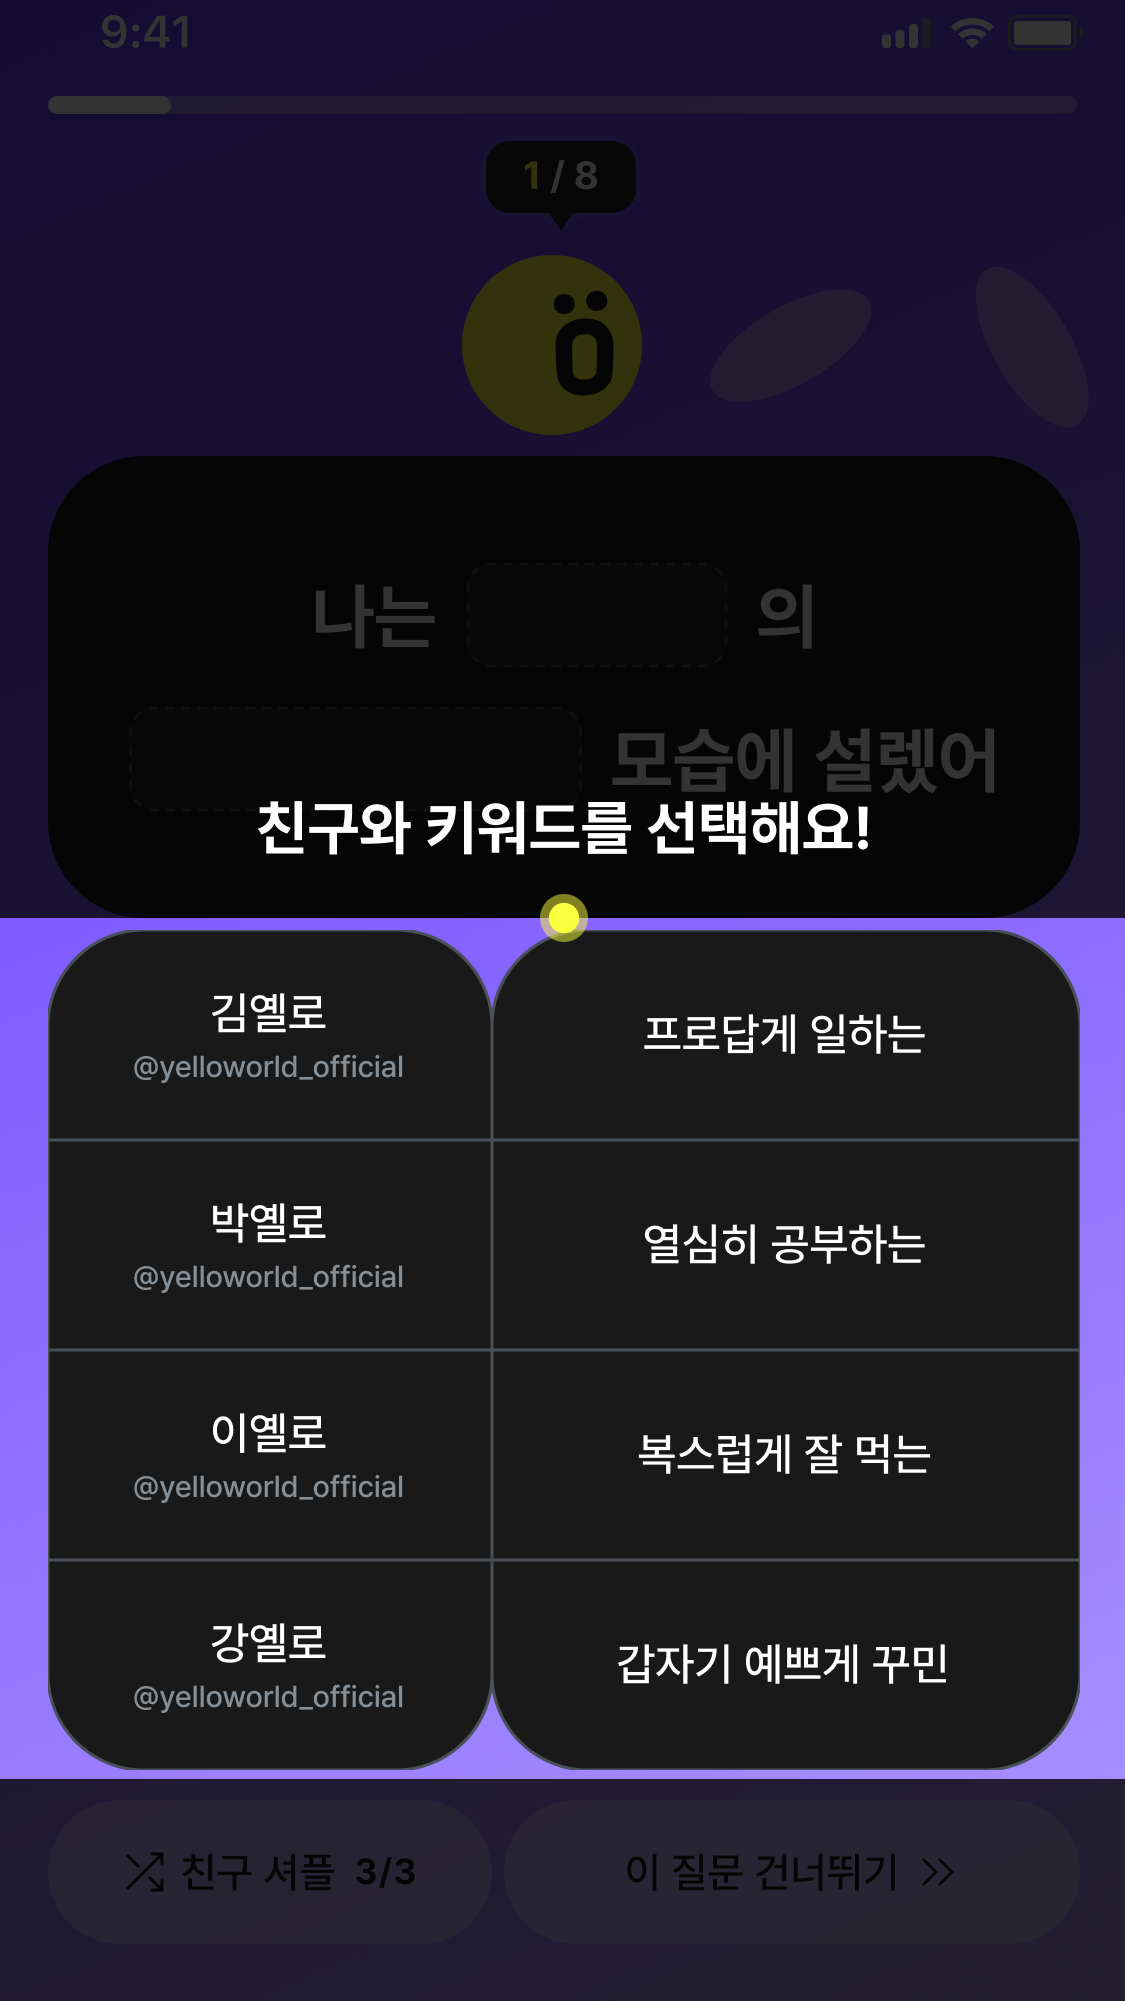 9:41
1 / 8
나는 의
모습에 설렜어
친구와 키워드를 선택해요!
김옐로
@yelloworld_official
프로답게 일하는
박옐로
@yelloworld_official
열심히 공부하는
이옐로
@yelloworld_official
복스럽게 잘 먹는
강옐로
@yelloworld_official
갑자기 예쁘게 꾸민
친구 셔플 3/3
이 질문 건너뛰기